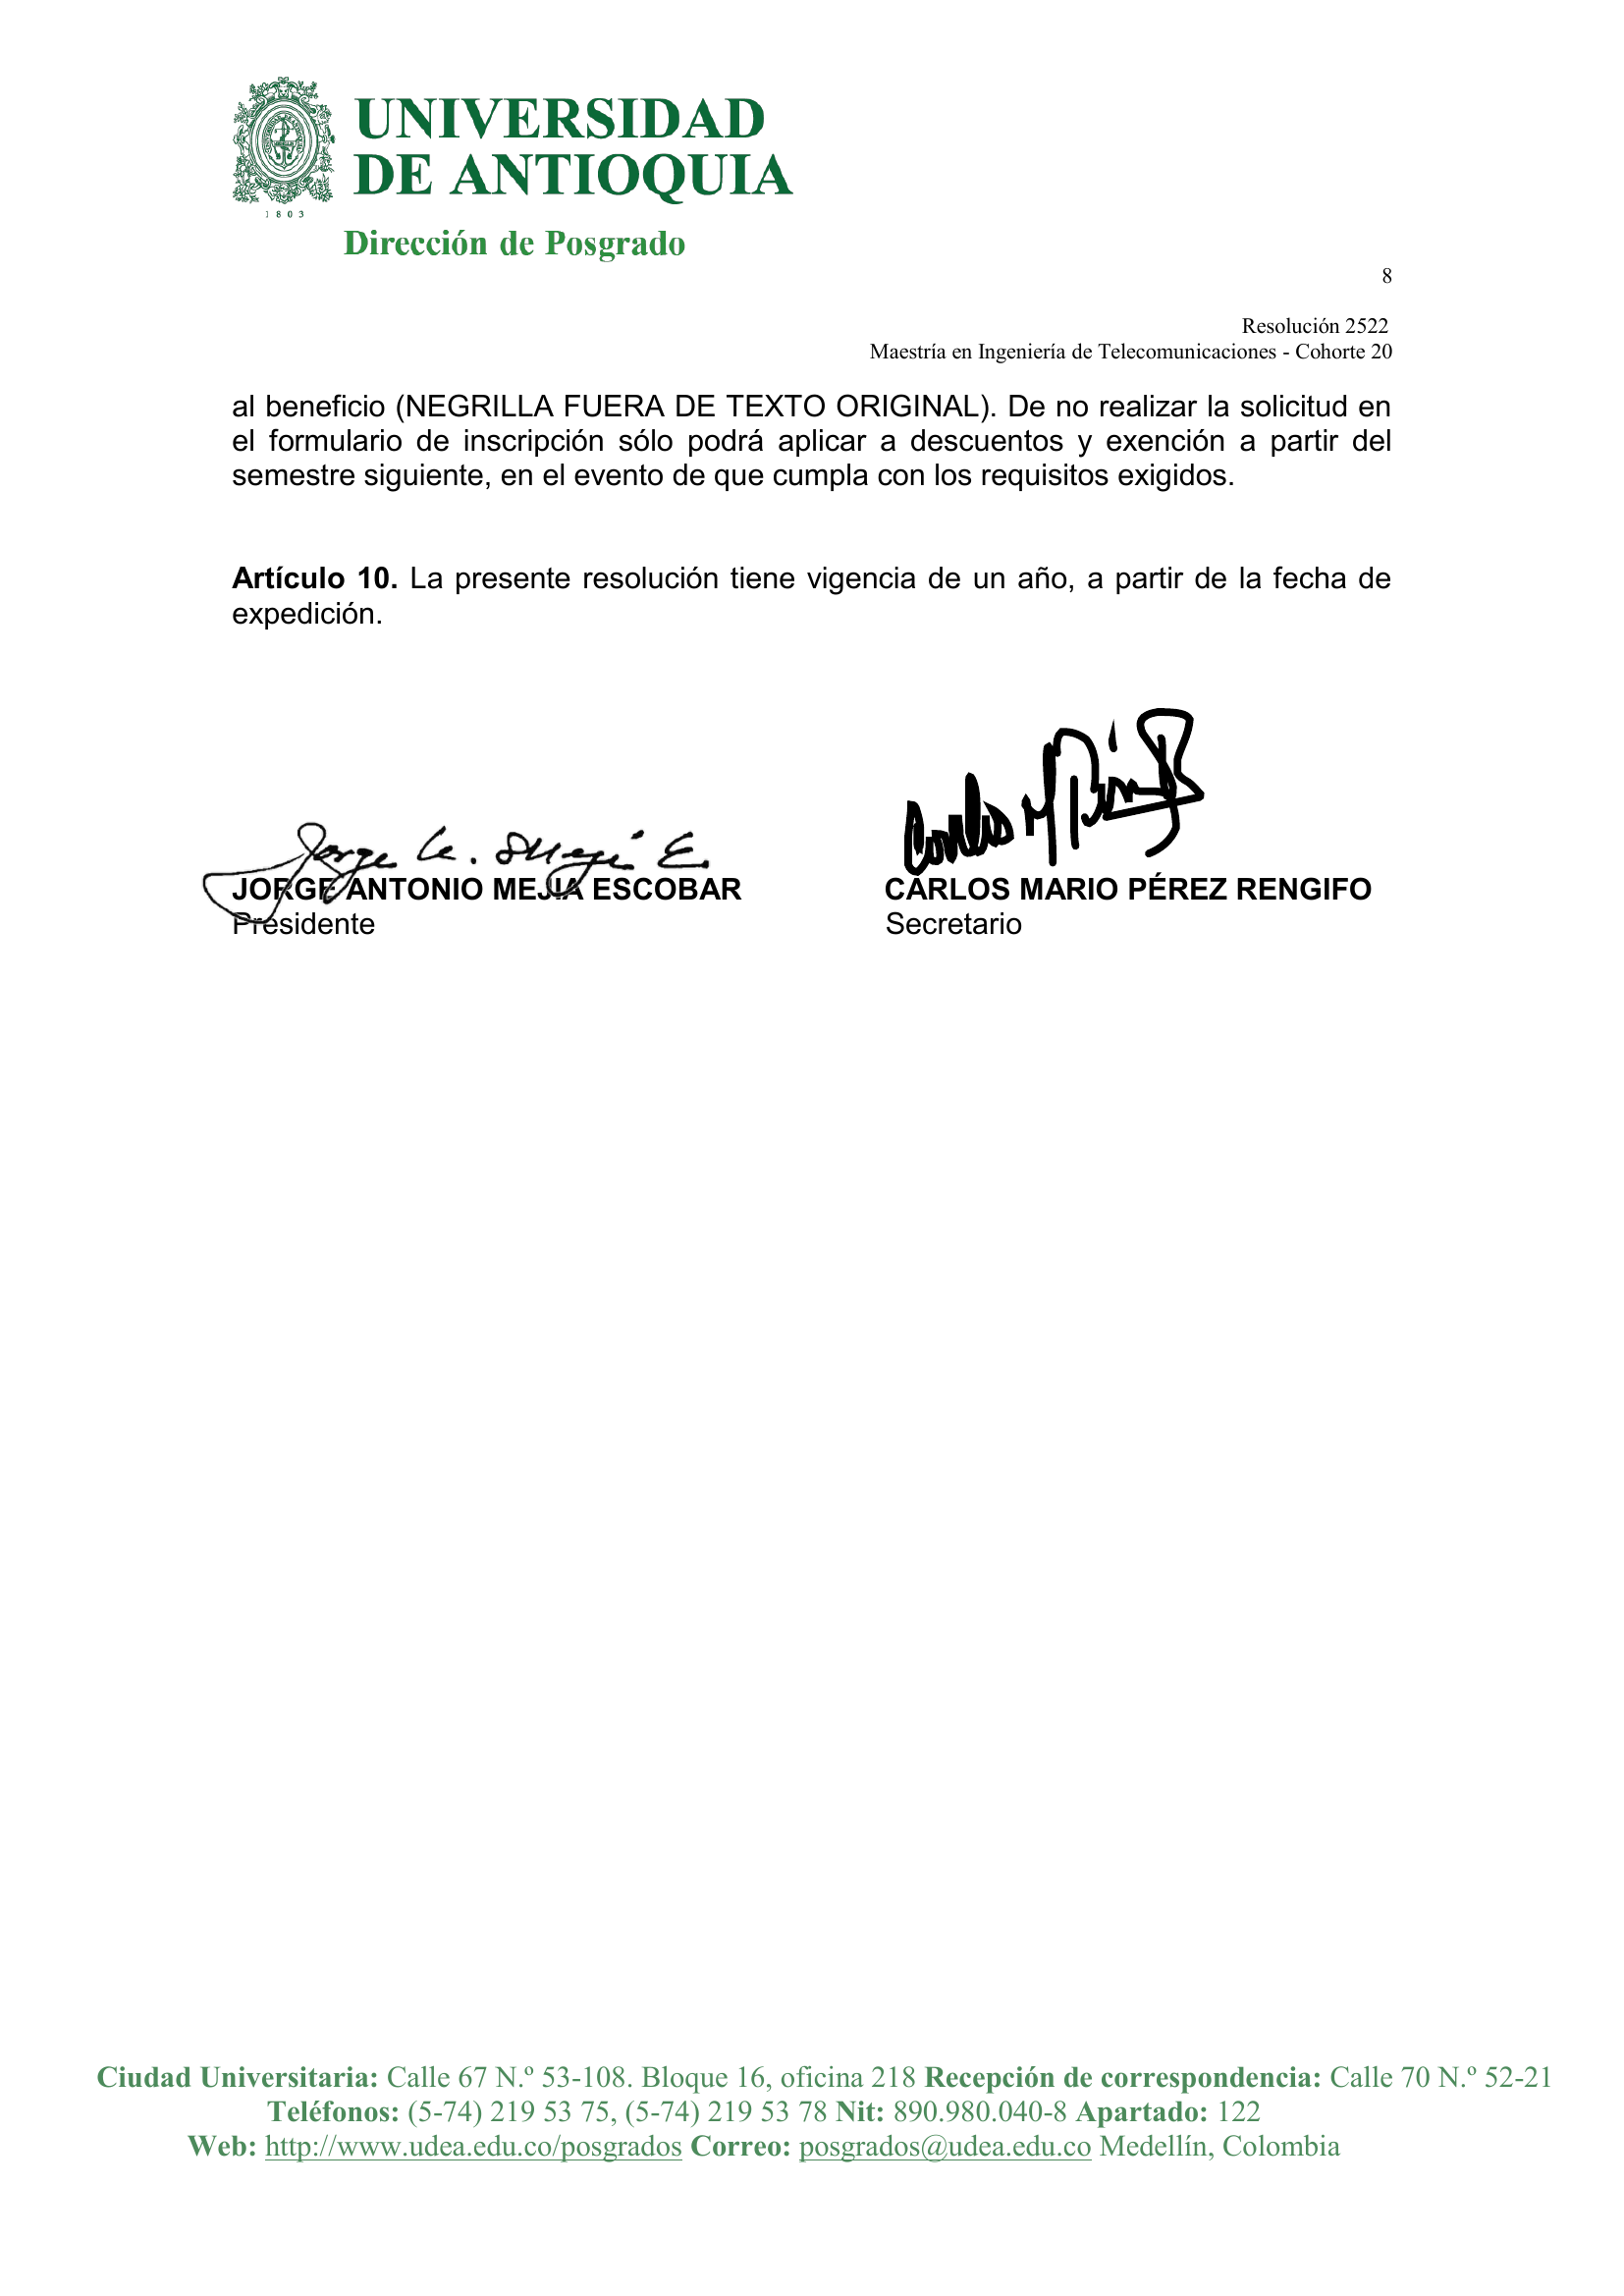 UNIVERSIDAD
DE ANTIOQUIA
1803
Dirección de Posgrado
8
Resolución 2522
Maestría en Ingeniería de Telecomunicaciones - Cohorte 20
al beneficio (NEGRILLA FUERA DE TEXTO ORIGINAL). De no realizar la solicitud en
el formulario de inscripción sólo podrá aplicar a descuentos y exención a partir del
semestre siguiente, en el evento de que cumpla con los requisitos exigidos.
Artículo 10. La presente resolución tiene vigencia de un año, a partir de la fecha de
expedición.
JORGE ANTONIO MEJIA ESCOBAR
Presidente
CARLOS MARIO PÉREZ RENGIFO
Secretario
Ciudad Universitaria: Calle 67 N.º 53-108. Bloque 16, oficina 218 Recepción de correspondencia: Calle 70 N.º 52-21
Teléfonos: (5-74) 219 53 75, (5-74) 219 53 78 Nit: 890.980.040-8 Apartado: 122
Web: http://www.udea.edu.co/posgrados Correo: posgrados@udea.edu.co Medellín, Colombia